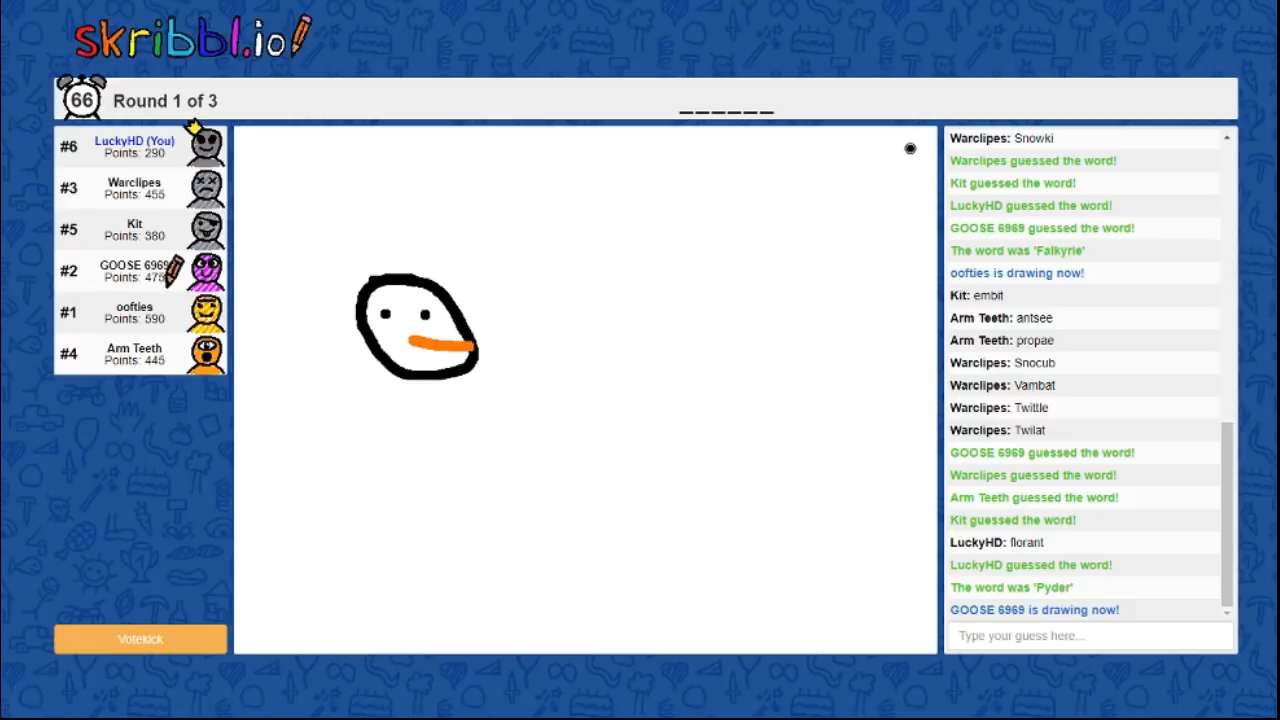 skribbl.io
66
Round 1 of 3
______
#6 LuckyHD (You)
Points: 290
#3 Warclipes
Points: 455
#5 Kit
Points: 380
#2 GOOSE 6969
Points: 475
#1 oofties
Points: 590
#4 Arm Teeth
Points: 445
Votekick
Warclipes: Snowki
Warclipes guessed the word!
Kit guessed the word!
LuckyHD guessed the word!
GOOSE 6969 guessed the word!
The word was 'Falkyrie'
oofties is drawing now!
Kit: embit
Arm Teeth: antsee
Arm Teeth: propae
Warclipes: Snocub
Warclipes: Vambat
Warclipes: Twittle
Warclipes: Twilat
GOOSE 6969 guessed the word!
Warclipes guessed the word!
Arm Teeth guessed the word!
Kit guessed the word!
LuckyHD: florant
LuckyHD guessed the word!
The word was 'Pyder'
GOOSE 6969 is drawing now!
Type your guess here...